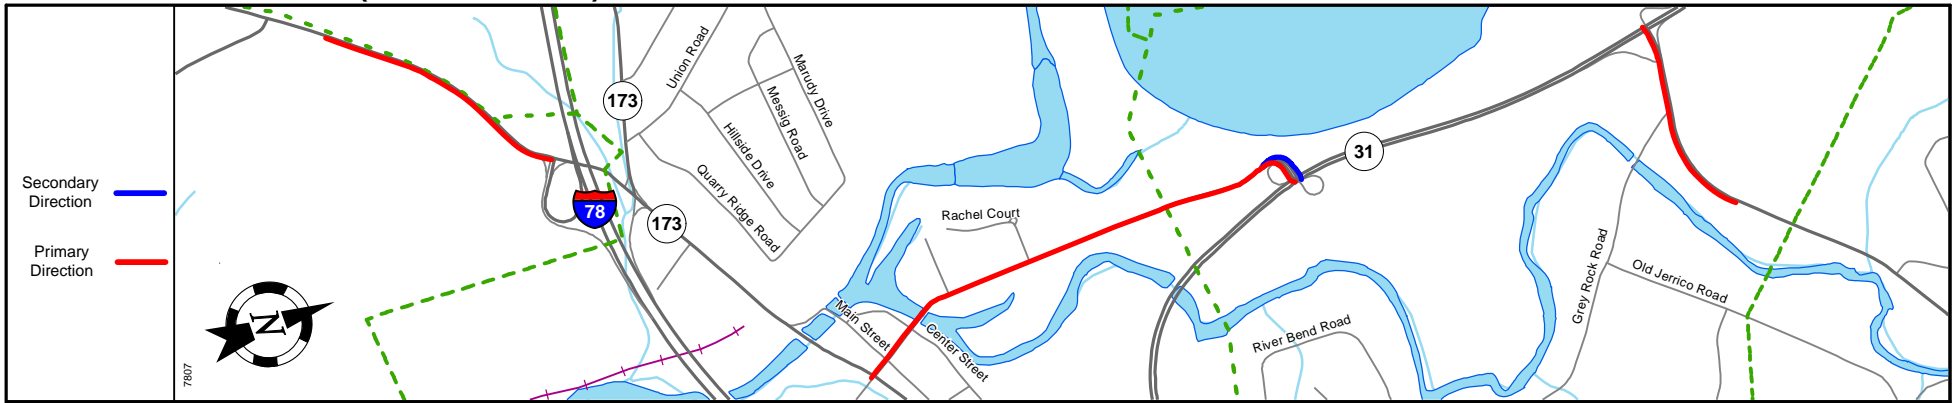 Secondary
Direction
Primary
Direction
7807
N
173
Union Road
Marudy Drive
Messig Road
Hillside Drive
Quarry Ridge Road
78
173
Rachel Court
31
Main Street
Center Street
River Bend Road
Grey Rock Road
Old Jerrico Road